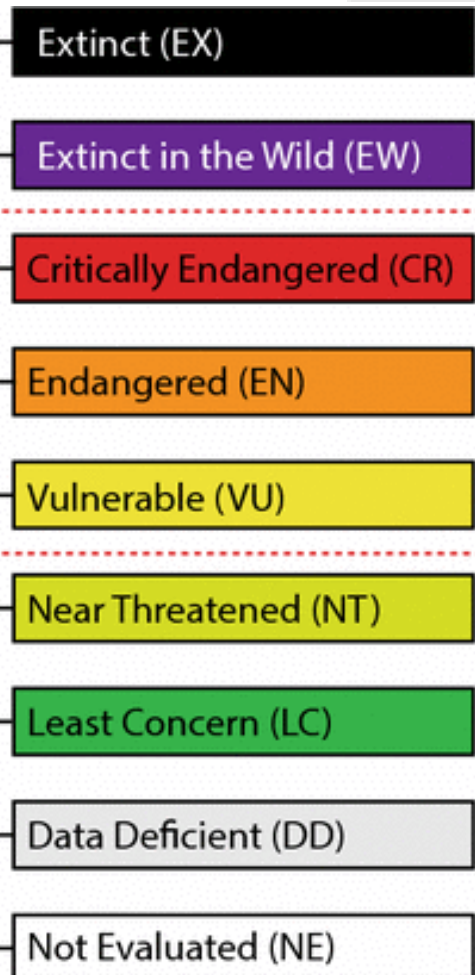 Extinct (EX)
Extinct in the Wild (EW)
Critically Endangered (CR)
Endangered (EN)
Vulnerable (VU)
Near Threatened (NT)
Least Concern (LC)
Data Deficient (DD)
Not Evaluated (NE)